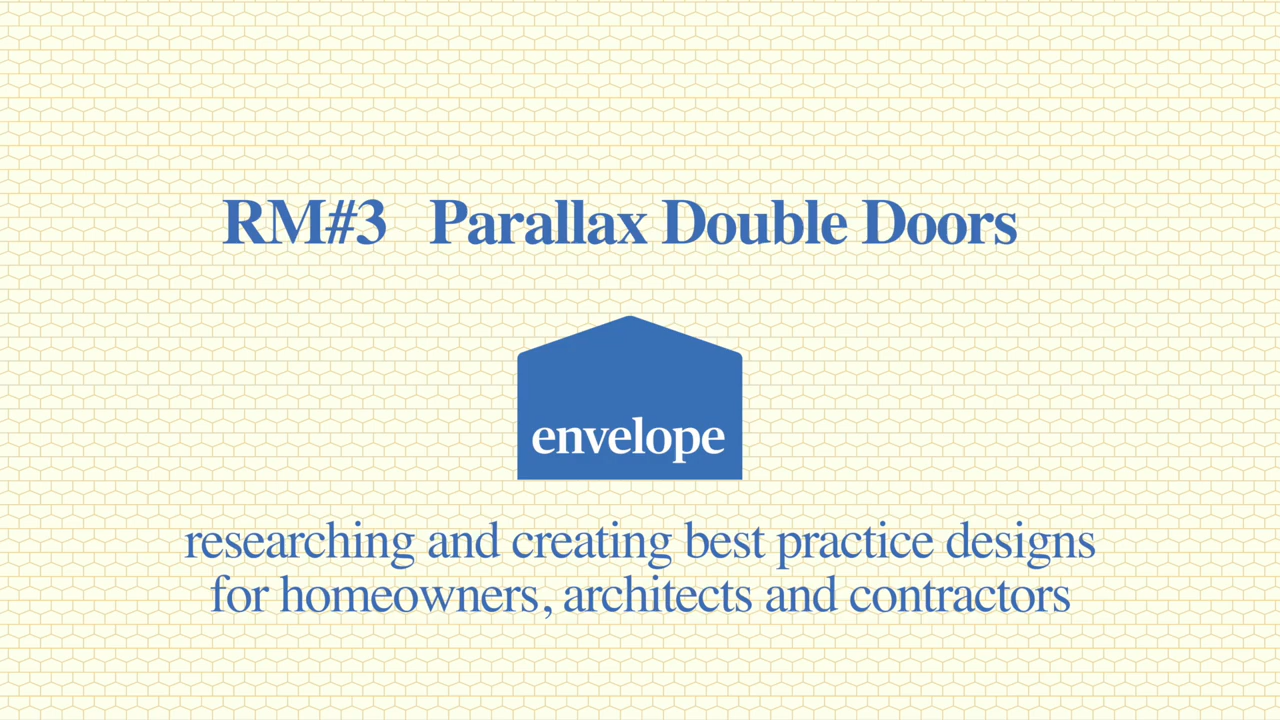 RM#3 Parallax Double Doors
envelope
researching and creating best practice designs
for homeowners, architects and contractors